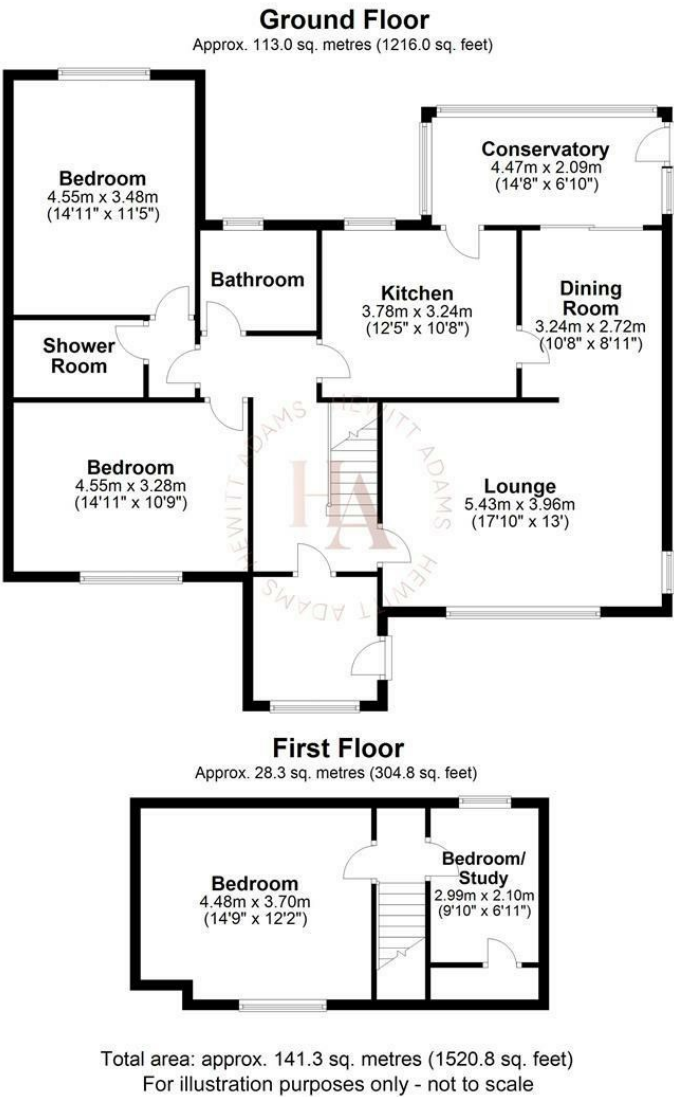 Ground Floor
Approx. 113.0 sq. metres (1216.0 sq. feet)
Bedroom
4.55m x 3.48m
(14'11" x 11'5")
Conservatory
4.47m x 2.09m
(14'8" x 6'10")
Bathroom
Kitchen
3.78m x 3.24m
(12'5" x 10'8")
Dining
Room
3.24m x 2.72m
(10'8" x 8'11")
Shower
Room
Bedroom
4.55m x 3.28m
(14'11" x 10'9")
Lounge
5.43m x 3.96m
(17'10" x 13')
HEWITT ADAMS HEWITT ADAMS HEWITT ADAMS
HA
First Floor
Approx. 28.3 sq. metres (304.8 sq. feet)
Bedroom
4.48m x 3.70m
(14'9" x 12'2")
Bedroom/
Study
2.99m x 2.10m
(9'10" x 6'11")
Total area: approx. 141.3 sq. metres (1520.8 sq. feet)
For illustration purposes only - not to scale